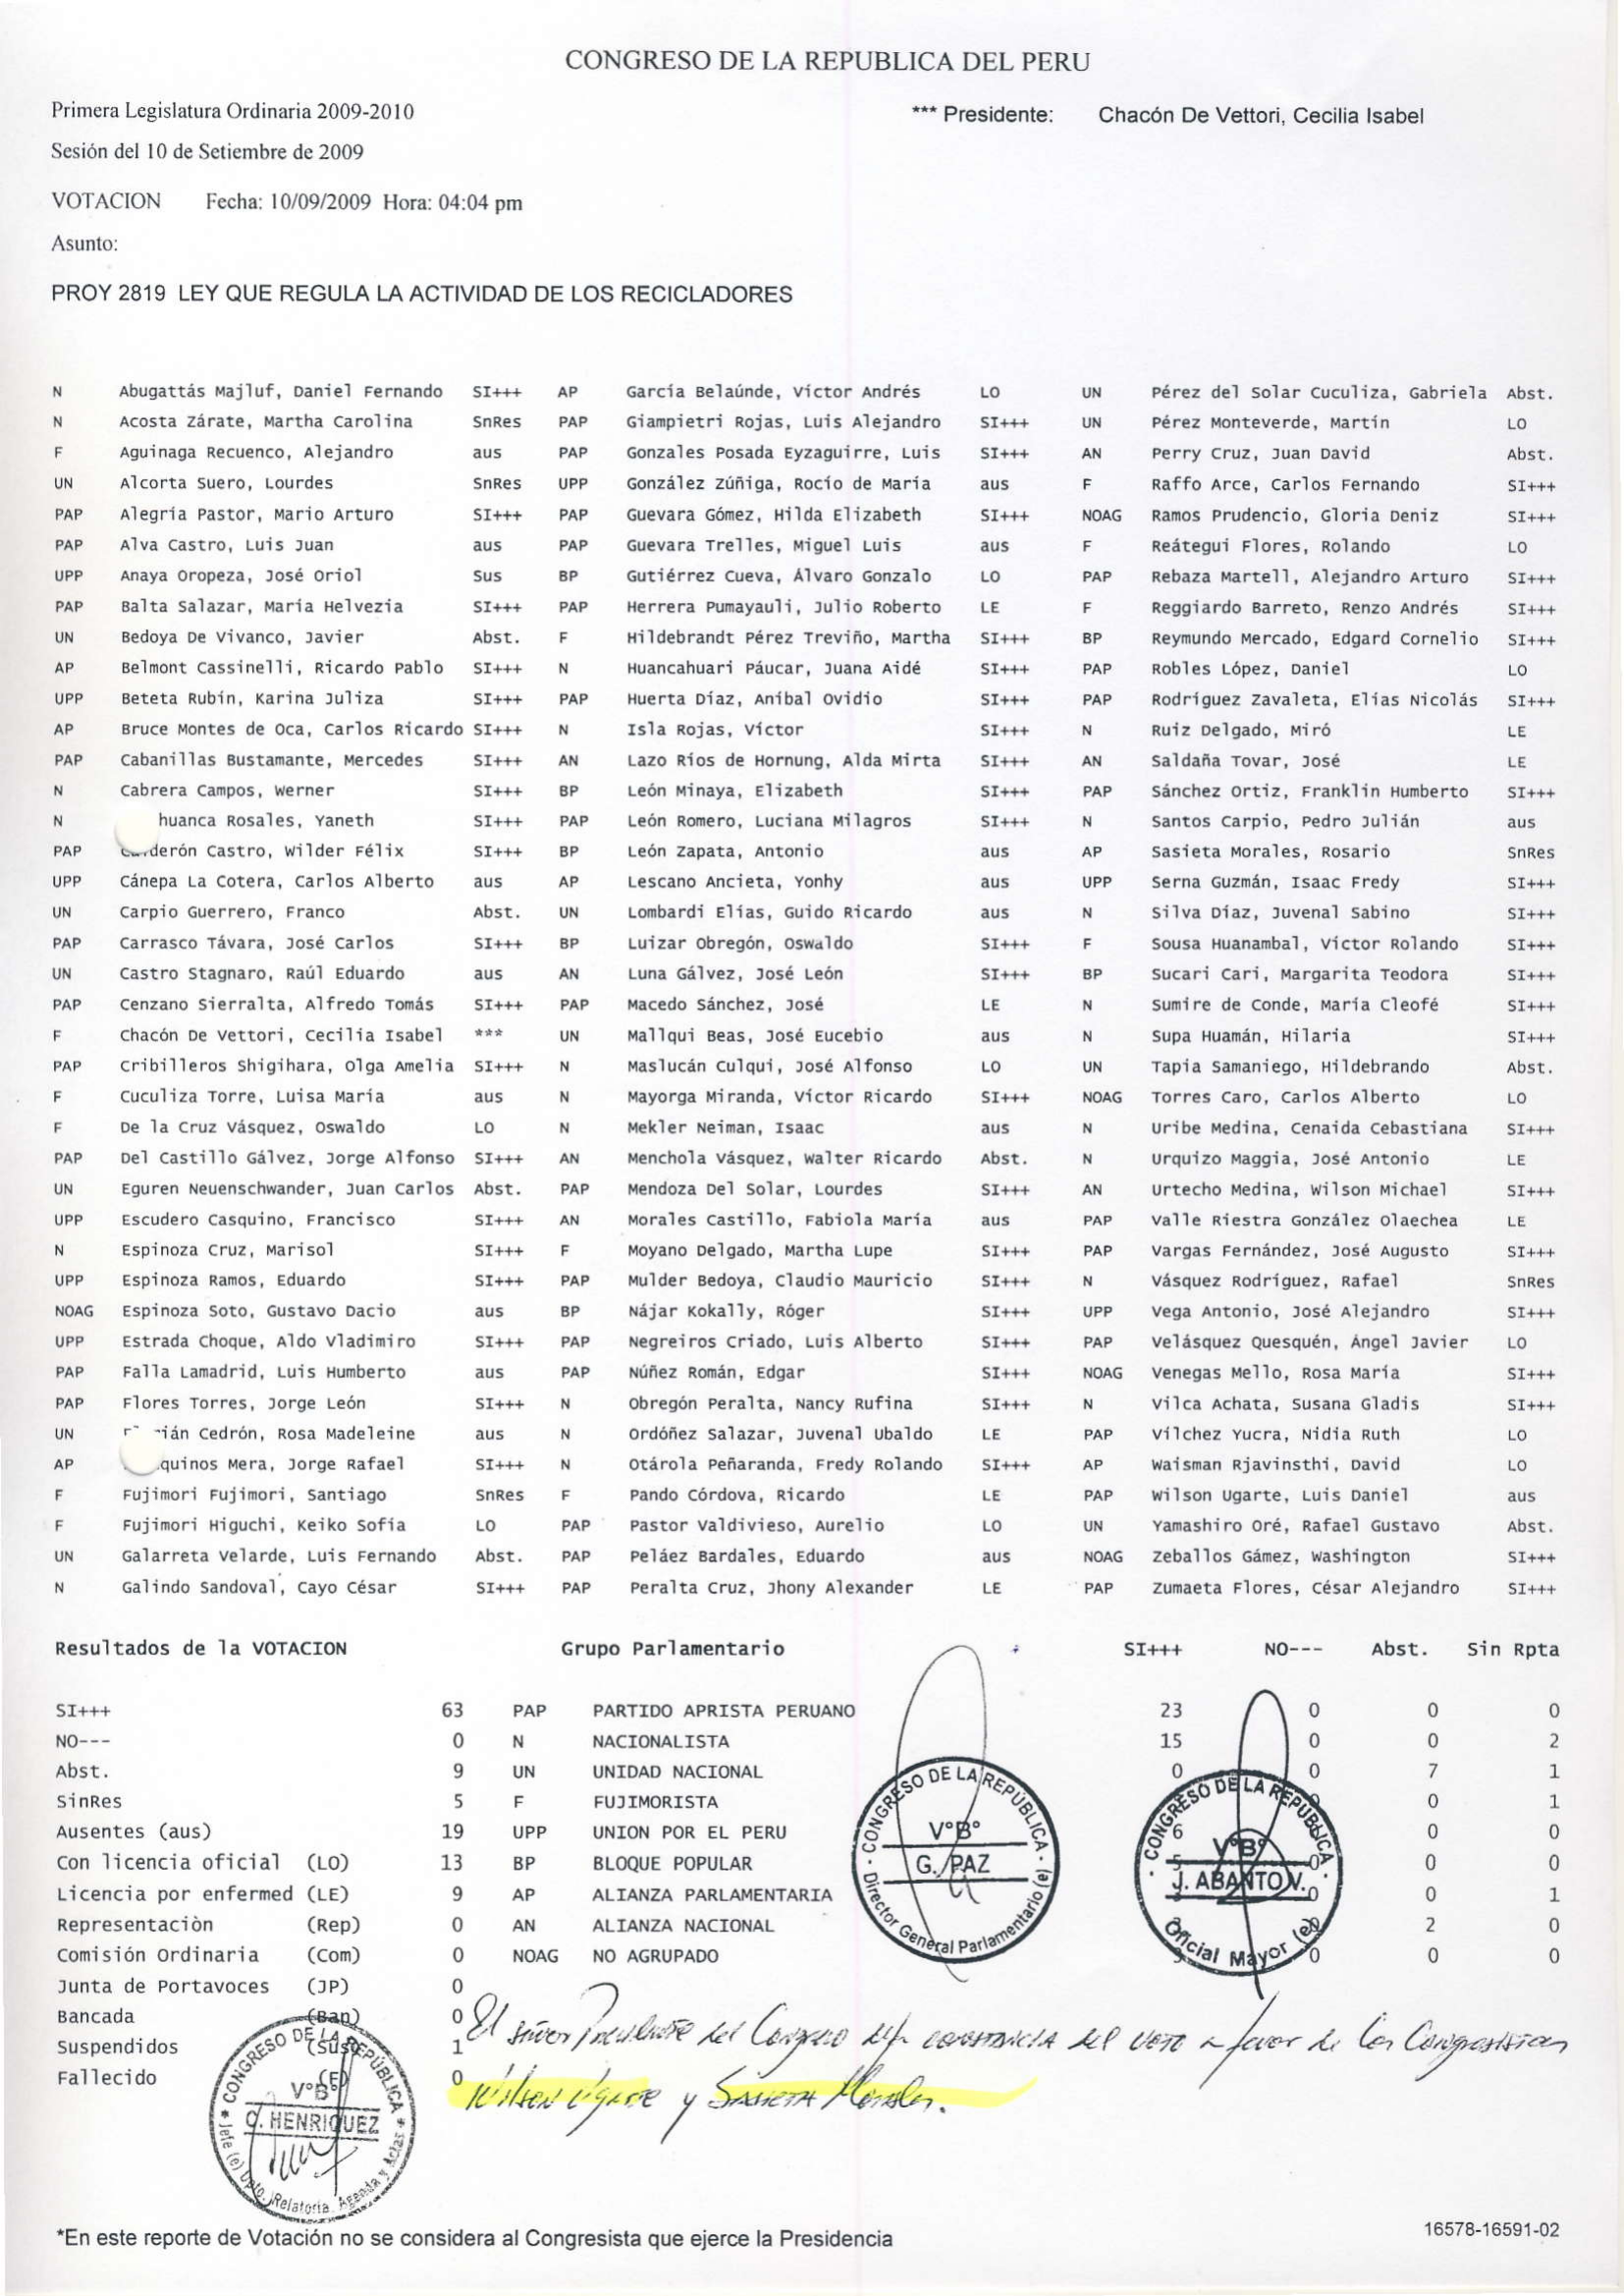 CONGRESO DE LA REPUBLICA DEL PERU
Primera Legislatura Ordinaria 2009-2010 *** Presidente: Chacón De Vettori, Cecilia Isabel
Sesión del 10 de Setiembre de 2009
VOTACION Fecha: 10/09/2009 Hora: 04:04 pm
Asunto:
PROY 2819 LEY QUE REGULA LA ACTIVIDAD DE LOS RECICLADORES
N Abugattás Majluf, Daniel Fernando SI+++ AP García Belaúnde, Víctor Andrés LO UN Pérez del Solar Cuculiza, Gabriela Abst.
N Acosta Zárate, Martha Carolina SnRes PAP Giampietri Rojas, Luis Alejandro SI+++ UN Pérez Monteverde, Martín LO
F Aguinaga Recuenco, Alejandro aus PAP Gonzales Posada Eyzaguirre, Luis SI+++ AN Perry Cruz, Juan David Abst.
UN Alcorta Suero, Lourdes SnRes UPP González Zúñiga, Rocío de María aus F Raffo Arce, Carlos Fernando SI+++
PAP Alegría Pastor, Mario Arturo SI+++ PAP Guevara Gómez, Hilda Elizabeth SI+++ NOAG Ramos Prudencio, Gloria Deniz SI+++
PAP Alva Castro, Luis Juan aus PAP Guevara Trelles, Miguel Luis aus F Reátegui Flores, Rolando LO
UPP Anaya Oropeza, José Oriol Sus BP Gutiérrez Cueva, Álvaro Gonzalo LO PAP Rebaza Martell, Alejandro Arturo SI+++
PAP Balta Salazar, María Helvezia SI+++ PAP Herrera Pumayauli, Julio Roberto LE F Reggiardo Barreto, Renzo Andrés SI+++
UN Bedoya De Vivanco, Javier Abst. F Hildebrandt Pérez Treviño, Martha SI+++ BP Reymundo Mercado, Edgard Cornelio SI+++
AP Belmont Cassinelli, Ricardo Pablo SI+++ N Huancahuari Páucar, Juana Aidé SI+++ PAP Robles López, Daniel LO
UPP Beteta Rubín, Karina Juliza SI+++ PAP Huerta Díaz, Aníbal Ovidio SI+++ PAP Rodríguez Zavaleta, Elías Nicolás SI+++
AP Bruce Montes de Oca, Carlos Ricardo SI+++ N Isla Rojas, Víctor SI+++ N Ruiz Delgado, Miró LE
PAP Cabanillas Bustamante, Mercedes SI+++ AN Lazo Ríos de Hornung, Alda Mirta SI+++ AN Saldaña Tovar, José LE
N Cabrera Campos, Werner SI+++ BP León Minaya, Elizabeth SI+++ PAP Sánchez Ortiz, Franklin Humberto SI+++
N huanca Rosales, Yaneth SI+++ PAP León Romero, Luciana Milagros SI+++ N Santos Carpio, Pedro Julián aus
PAP derón Castro, Wilder Félix SI+++ BP León Zapata, Antonio aus AP Sasieta Morales, Rosario SnRes
UPP Cánepa La Cotera, Carlos Alberto aus AP Lescano Ancieta, Yonhy aus UPP Serna Guzmán, Isaac Fredy SI+++
UN Carpio Guerrero, Franco Abst. UN Lombardi Elías, Guido Ricardo aus N Silva Díaz, Juvenal Sabino SI+++
PAP Carrasco Távara, José Carlos SI+++ BP Luizar Obregón, Oswaldo SI+++ F Sousa Huanambal, Víctor Rolando SI+++
UN Castro Stagnaro, Raúl Eduardo aus AN Luna Gálvez, José León SI+++ BP Sucari Cari, Margarita Teodora SI+++
PAP Cenzano Sierralta, Alfredo Tomás SI+++ PAP Macedo Sánchez, José LE N Sumire de Conde, María Cleofé SI+++
F Chacón De Vettori, Cecilia Isabel *** UN Mallqui Beas, José Eucebio aus N Supa Huamán, Hilaria SI+++
PAP Cribilleros Shigihara, Olga Amelia SI+++ N Maslucán Culqui, José Alfonso LO UN Tapia Samaniego, Hildebrando Abst.
F Cuculiza Torre, Luisa María aus N Mayorga Miranda, Víctor Ricardo SI+++ NOAG Torres Caro, Carlos Alberto LO
F De la Cruz Vásquez, Oswaldo LO N Mekler Neiman, Isaac aus N Uribe Medina, Cenaida Cebastiana SI+++
PAP Del Castillo Gálvez, Jorge Alfonso SI+++ AN Menchola Vásquez, Walter Ricardo Abst. N Urquizo Maggia, José Antonio LE
UN Eguren Neuenschwander, Juan Carlos Abst. PAP Mendoza Del Solar, Lourdes SI+++ AN Urtecho Medina, Wilson Michael SI+++
UPP Escudero Casquino, Francisco SI+++ AN Morales Castillo, Fabiola María aus PAP Valle Riestra González Olaechea LE
N Espinoza Cruz, Marisol SI+++ F Moyano Delgado, Martha Lupe SI+++ PAP Vargas Fernández, José Augusto SI+++
UPP Espinoza Ramos, Eduardo SI+++ PAP Mulder Bedoya, Claudio Mauricio SI+++ N Vásquez Rodríguez, Rafael SnRes
NOAG Espinoza Soto, Gustavo Dacio aus BP Nájar Kokally, Róger SI+++ UPP Vega Antonio, José Alejandro SI+++
UPP Estrada Choque, Aldo Vladimiro SI+++ PAP Negreiros Criado, Luis Alberto SI+++ PAP Velásquez Quesquén, Ángel Javier LO
PAP Falla Lamadrid, Luis Humberto aus PAP Núñez Román, Edgar SI+++ NOAG Venegas Mello, Rosa María SI+++
PAP Flores Torres, Jorge León SI+++ N Obregón Peralta, Nancy Rufina SI+++ N Vilca Achata, Susana Gladis SI+++
UN ián Cedrón, Rosa Madeleine aus N Ordóñez Salazar, Juvenal Ubaldo LE PAP Vílchez Yucra, Nidia Ruth LO
AP quinos Mera, Jorge Rafael SI+++ N Otárola Peñaranda, Fredy Rolando SI+++ AP Waisman Rjavinsthi, David LO
F Fujimori Fujimori, Santiago SnRes F Pando Córdova, Ricardo LE PAP Wilson Ugarte, Luis Daniel aus
F Fujimori Higuchi, Keiko Sofía LO PAP Pastor Valdivieso, Aurelio LO UN Yamashiro Oré, Rafael Gustavo Abst.
UN Galarreta Velarde, Luis Fernando Abst. PAP Peláez Bardales, Eduardo aus NOAG Zeballos Gámez, Washington SI+++
N Galindo Sandoval, Cayo César SI+++ PAP Peralta Cruz, Jhony Alexander LE PAP Zumaeta Flores, César Alejandro SI+++
Resultados de la VOTACION Grupo Parlamentario SI+++ NO--- Abst. Sin Rpta
SI+++ 63 PAP PARTIDO APRISTA PERUANO 23 0 0 0
NO--- 0 N NACIONALISTA 15 0 0 2
Abst. 9 UN UNIDAD NACIONAL 0 0 7 1
SinRes 5 F FUJIMORISTA 0 1
Ausentes (aus) 19 UPP UNION POR EL PERU 6 0 0
Con licencia oficial (LO) 13 BP BLOQUE POPULAR 5 0 0 0
Licencia por enfermed (LE) 9 AP ALIANZA PARLAMENTARIA 0 0 1
Representaciòn (Rep) 0 AN ALIANZA NACIONAL 2 0
Comisión Ordinaria (Com) 0 NOAG NO AGRUPADO 3 0 0 0
Junta de Portavoces (JP) 0
Bancada (Ban) 0
Suspendidos (Sus) 1
Fallecido (F) 0
CONGRESO DE LA REPÚBLICA
V°B°
G. PAZ
Director General Parlamentario (e)
CONGRESO DE LA REPUBLICA
V°B°
J. ABANTO V.
Oficial Mayor (e)
El señor Presidente del Congreso deja constancia del voto a favor de los Congresistas
Wilson Ugarte y Sasieta Morales.
CONGRESO DE LA REPÚBLICA
V°B°
C. HENRIQUEZ
Jefe (e) Dpto. Relatoría, Agenda y Actas
*En este reporte de Votación no se considera al Congresista que ejerce la Presidencia
16578-16591-02